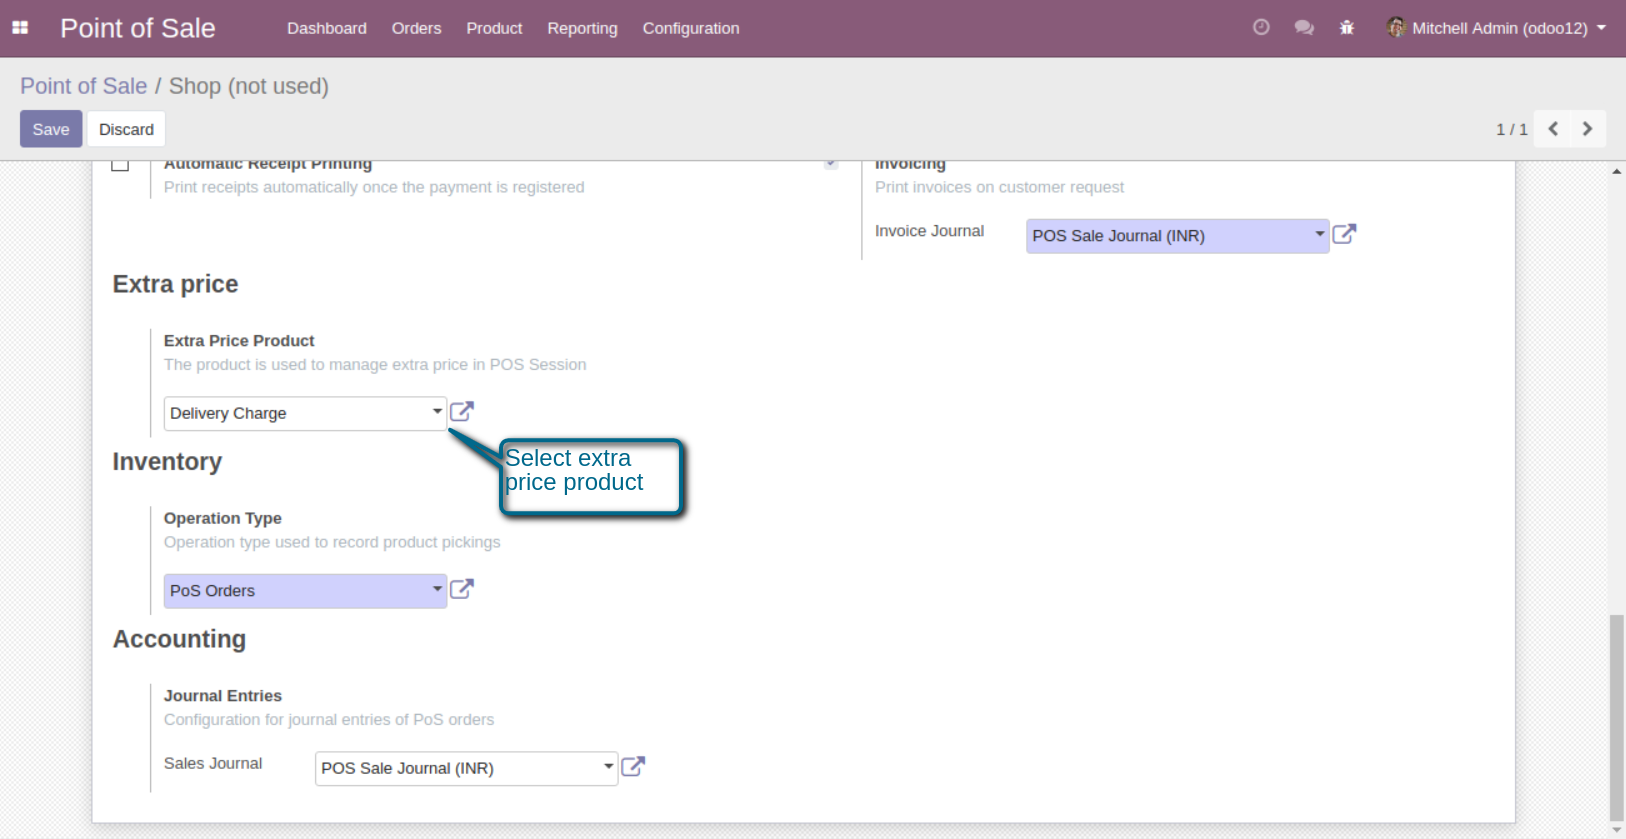 Point of Sale Dashboard Orders Product Reporting Configuration Mitchell Admin (odoo12)
Point of Sale / Shop (not used)
Save Discard 1 / 1
Automatic Receipt Printing Invoicing
Print receipts automatically once the payment is registered Print invoices on customer request
Invoice Journal POS Sale Journal (INR)
Extra price
Extra Price Product
The product is used to manage extra price in POS Session
Delivery Charge
Select extra
price product
Inventory
Operation Type
Operation type used to record product pickings
PoS Orders
Accounting
Journal Entries
Configuration for journal entries of PoS orders
Sales Journal POS Sale Journal (INR)